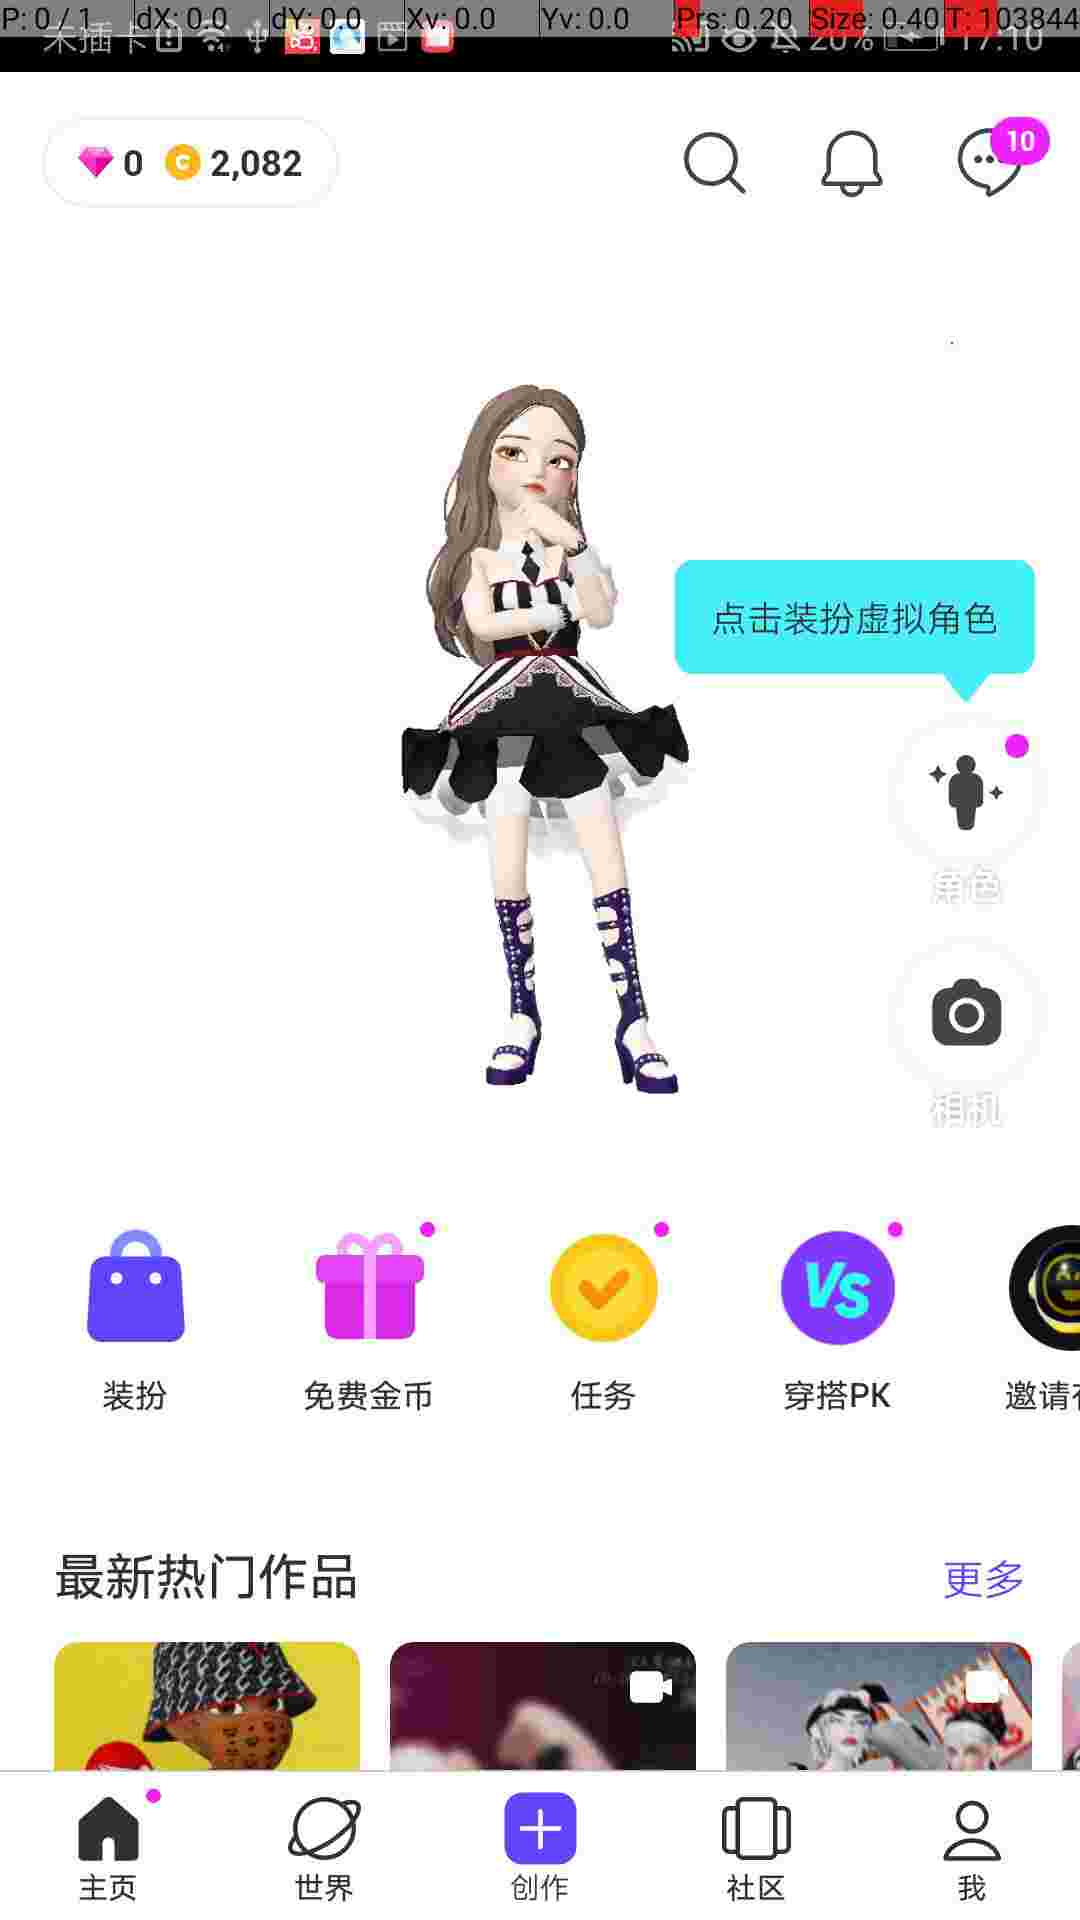 P: 0 / 1 dX: 0.0 dY: 0.0 Xv: 0.0 Yv: 0.0 Prs: 0.20 Size: 0.40 T: 103844
未插卡 20% 17:10
0 2,082 10
点击装扮虚拟角色
角色
相机
VS
装扮 免费金币 任务 穿搭PK 邀请
最新热门作品 更多
主页 世界 创作 社区 我